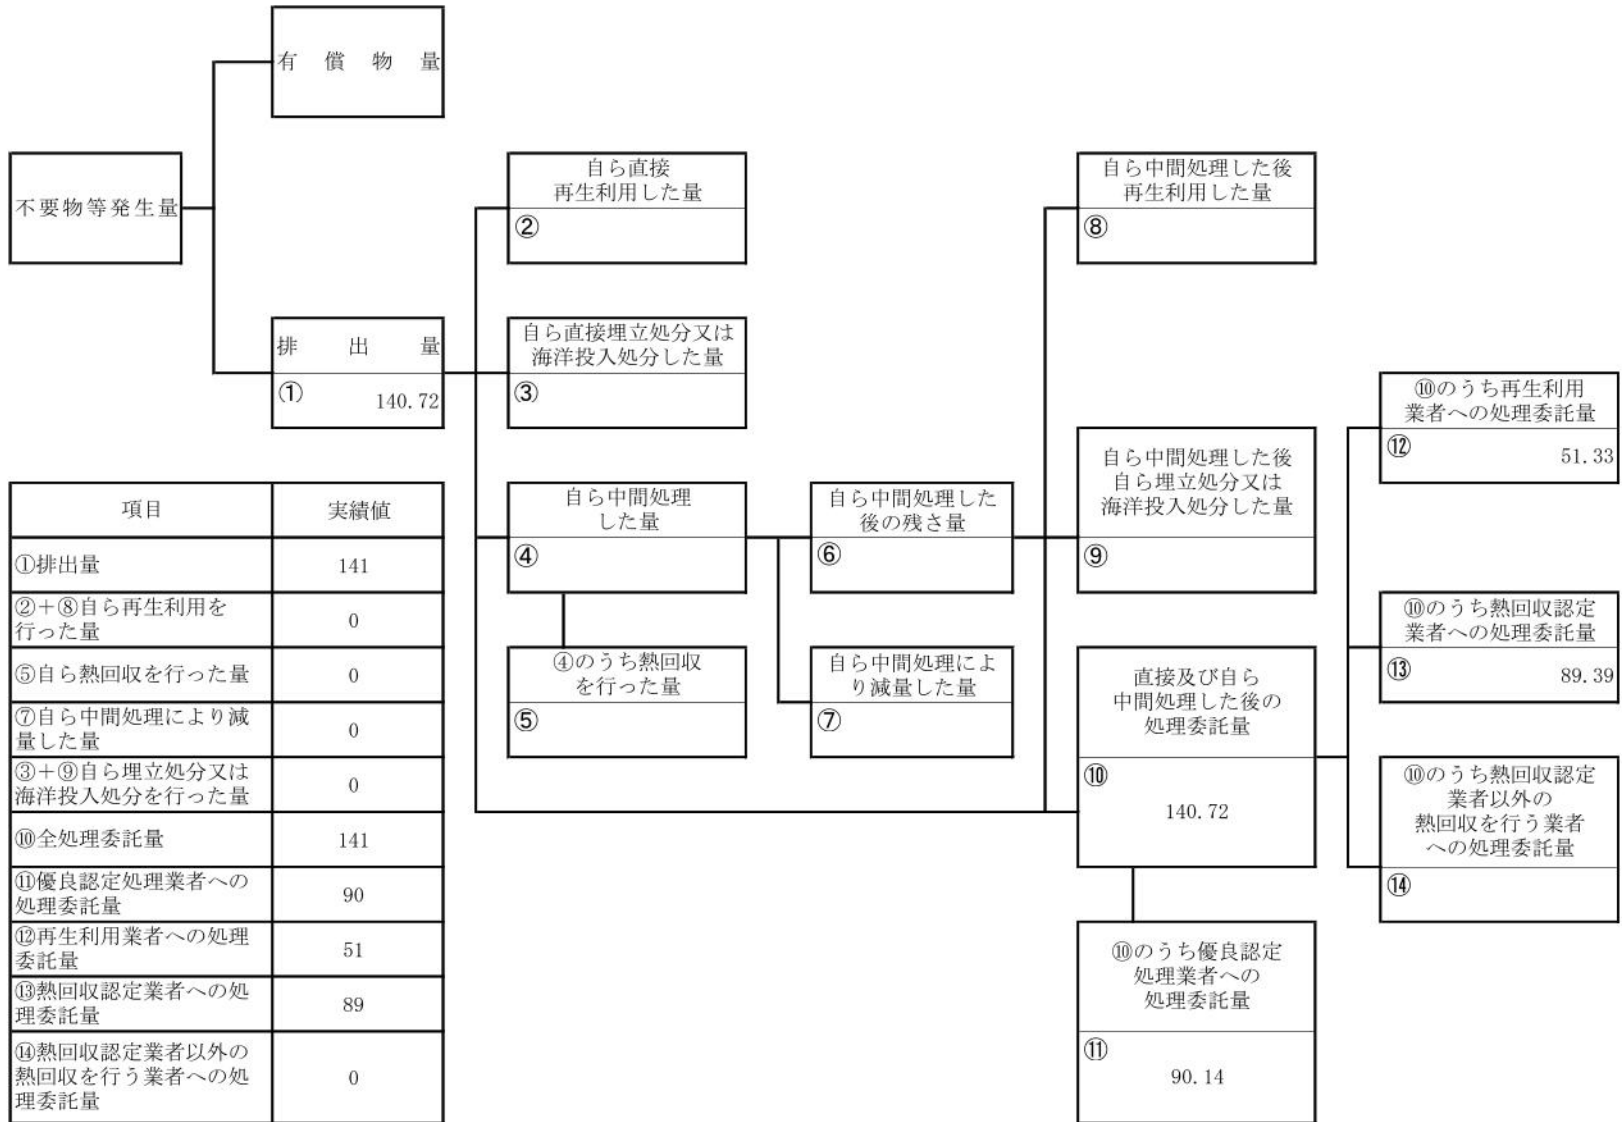 有償物量
不要物等発生量
排出量
① 140.72
自ら直接
再生利用した量
②
自ら直接埋立処分又は
海洋投入処分した量
③
自ら中間処理
した量
④
④のうち熱回収
を行った量
⑤
自ら中間処理した
後の残さ量
⑥
自ら中間処理によ
り減量した量
⑦
自ら中間処理した後
再生利用した量
⑧
自ら中間処理した後
自ら埋立処分又は
海洋投入処分した量
⑨
直接及び自ら
中間処理した後の
処理委託量
⑩
140.72
⑩のうち優良認定
処理業者への
処理委託量
⑪
90.14
⑩のうち再生利用
業者への処理委託量
⑫ 51.33
⑩のうち熱回収認定
業者への処理委託量
⑬ 89.39
⑩のうち熱回収認定
業者以外の
熱回収を行う業者
への処理委託量
⑭
項目 実績値
①排出量 141
②+⑧自ら再生利用を
行った量 0
⑤自ら熱回収を行った量 0
⑦自ら中間処理により減
量した量 0
③+⑨自ら埋立処分又は
海洋投入処分を行った量 0
⑩全処理委託量 141
⑪優良認定処理業者への
処理委託量 90
⑫再生利用業者への処理
委託量 51
⑬熱回収認定業者への処
理委託量 89
⑭熱回収認定業者以外の
熱回収を行う業者への処
理委託量 0